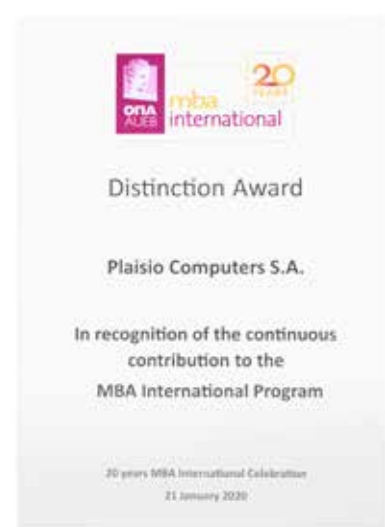 20
YEARS
ΟΠΑ
AUEB
mba
international
Distinction Award
Plaisio Computers S.A.
In recognition of the continuous
contribution to the
MBA International Program
20 years MBA International Celebration
21 January 2020